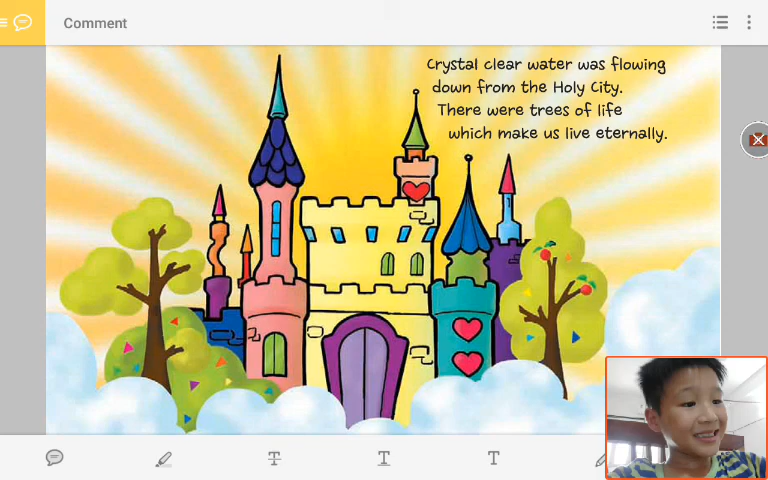 Comment
Crystal clear water was flowing
down from the Holy City.
There were trees of life
which make us live eternally.
T
T
T